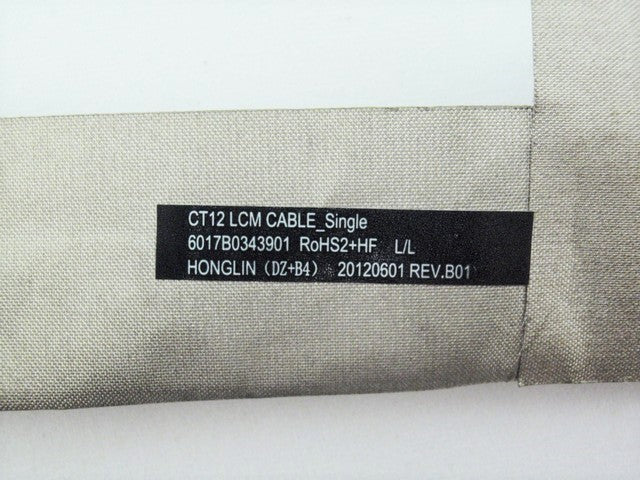 CT12 LCM CABLE_Single
6017B0343901 RoHS2+HF L/L
HONGLIN (DZ+B4) 20120601 REV.B01